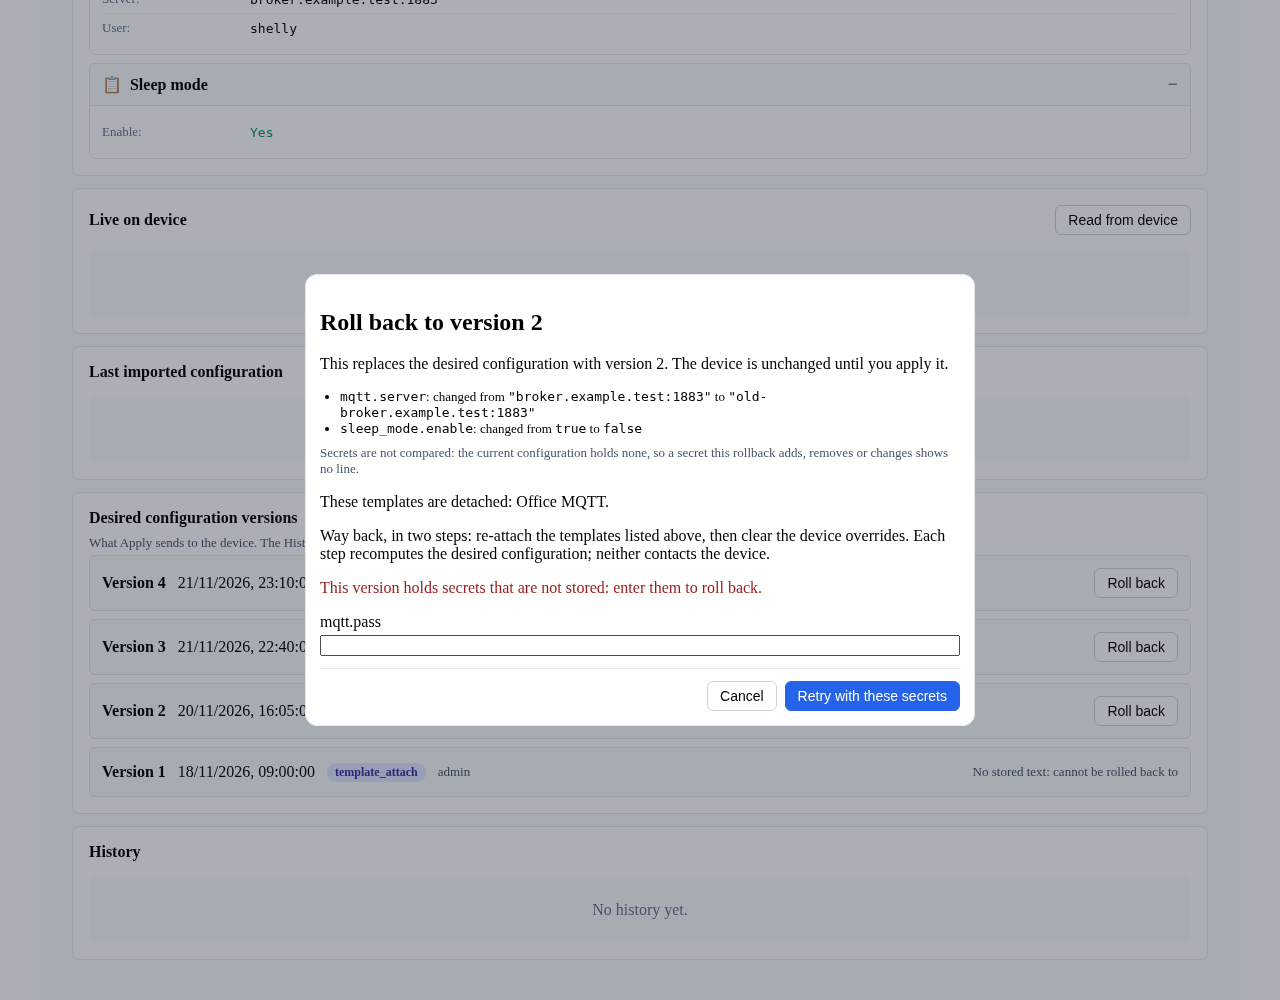 Server: broker.example.test:1883
User: shelly
📋 Sleep mode −
Enable: Yes
Live on device Read from device
Last imported configuration
Desired configuration versions
What Apply sends to the device. The Hist
Version 4 21/11/2026, 23:10:0 Roll back
Version 3 21/11/2026, 22:40:0 Roll back
Version 2 20/11/2026, 16:05:0 Roll back
Version 1 18/11/2026, 09:00:00 template_attach admin No stored text: cannot be rolled back to
History
No history yet.
Roll back to version 2
This replaces the desired configuration with version 2. The device is unchanged until you apply it.
• mqtt.server: changed from "broker.example.test:1883" to "old-
broker.example.test:1883"
• sleep_mode.enable: changed from true to false
Secrets are not compared: the current configuration holds none, so a secret this rollback adds, removes or changes shows
no line.
These templates are detached: Office MQTT.
Way back, in two steps: re-attach the templates listed above, then clear the device overrides. Each
step recomputes the desired configuration; neither contacts the device.
This version holds secrets that are not stored: enter them to roll back.
mqtt.pass
Cancel Retry with these secrets